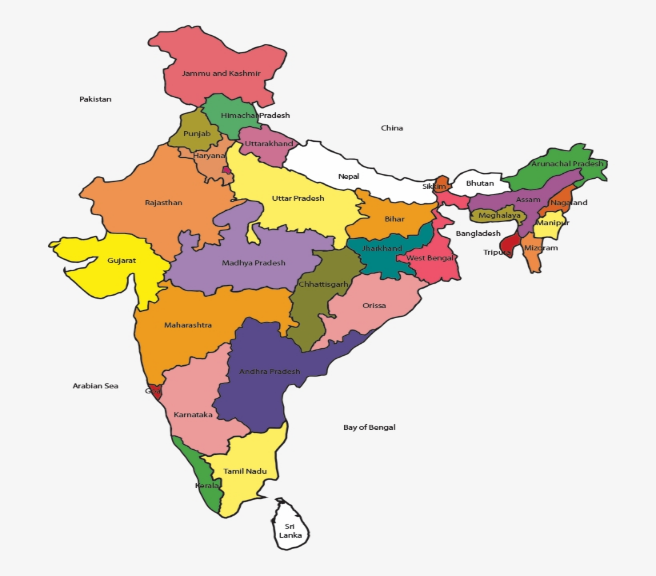 Jammu and Kashmir
Pakistan
Himachal Pradesh
China
Punjab
Uttarakhand
Haryana
Arunachal Pradesh
Nepal
Sikkim
Bhutan
Rajasthan
Uttar Pradesh
Assam
Nagaland
Bihar
Meghalaya
Manipur
Bangladesh
Jharkhand
Tripura
Mizoram
Gujarat
Madhya Pradesh
West Bengal
Chhattisgarh
Orissa
Maharashtra
Andhra Pradesh
Arabian Sea
Karnataka
Bay of Bengal
Tamil Nadu
Kerala
Sri
Lanka